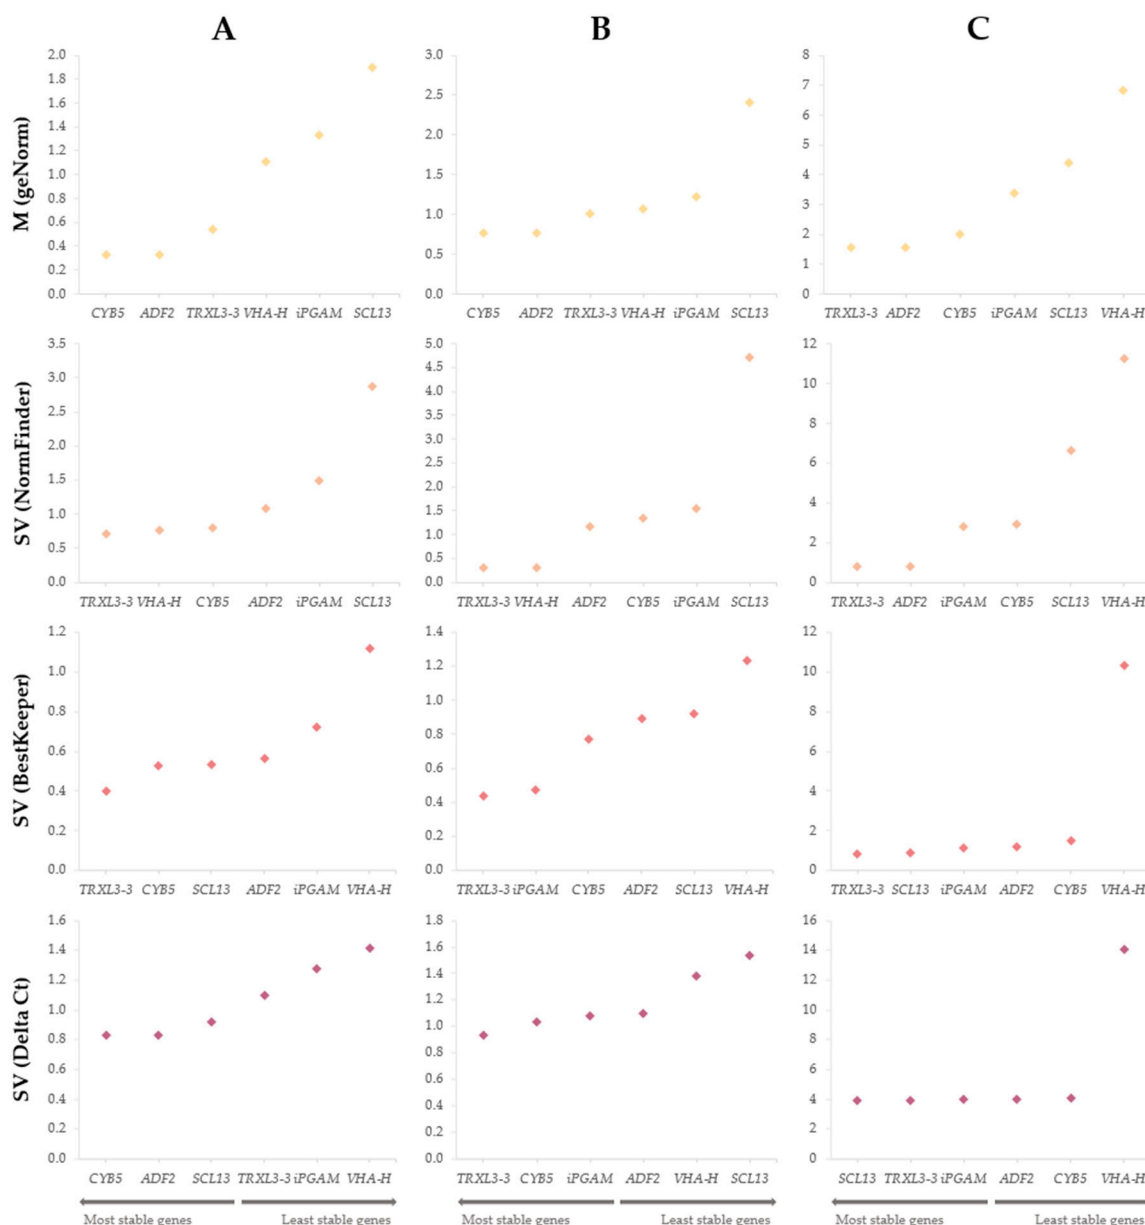 A B C
M (geNorm)
2.0 1.8 1.6 1.4 1.2 1.0 0.8 0.6 0.4 0.2 0.0
3.0 2.5 2.0 1.5 1.0 0.5 0.0
8 7 6 5 4 3 2 1 0
CYB5 ADF2 TRXL3-3 VHA-H iPGAM SCL13
CYB5 ADF2 TRXL3-3 VHA-H iPGAM SCL13
TRXL3-3 ADF2 CYB5 iPGAM SCL13 VHA-H
SV (NormFinder)
3.5 3.0 2.5 2.0 1.5 1.0 0.5 0.0
5.0 4.5 4.0 3.5 3.0 2.5 2.0 1.5 1.0 0.5 0.0
12 10 8 6 4 2 0
TRXL3-3 VHA-H CYB5 ADF2 iPGAM SCL13
TRXL3-3 VHA-H ADF2 CYB5 iPGAM SCL13
TRXL3-3 ADF2 iPGAM CYB5 SCL13 VHA-H
SV (BestKeeper)
1.2 1.0 0.8 0.6 0.4 0.2 0.0
1.4 1.2 1.0 0.8 0.6 0.4 0.2 0.0
12 10 8 6 4 2 0
TRXL3-3 CYB5 SCL13 ADF2 iPGAM VHA-H
TRXL3-3 iPGAM CYB5 ADF2 SCL13 VHA-H
TRXL3-3 SCL13 iPGAM ADF2 CYB5 VHA-H
SV (Delta Ct)
1.6 1.4 1.2 1.0 0.8 0.6 0.4 0.2 0.0
1.8 1.6 1.4 1.2 1.0 0.8 0.6 0.4 0.2 0.0
16 14 12 10 8 6 4 2 0
CYB5 ADF2 SCL13 TRXL3-3 iPGAM VHA-H
TRXL3-3 CYB5 iPGAM ADF2 VHA-H SCL13
SCL13 TRXL3-3 iPGAM ADF2 CYB5 VHA-H
Most stable genes Least stable genes
Most stable genes Least stable genes
Most stable genes Least stable genes